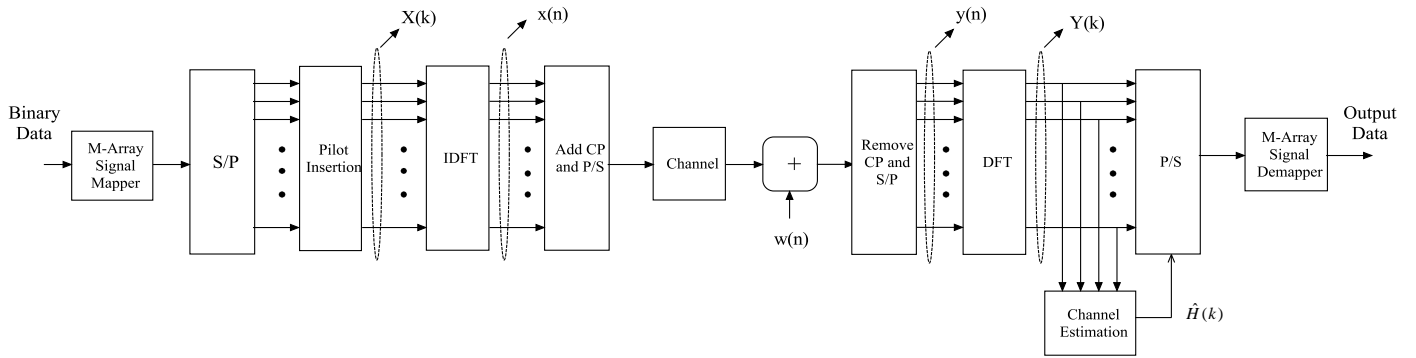 Binary
Data
M-Array
Signal
Mapper
S/P
Pilot
Insertion
X(k)
IDFT
x(n)
Add CP
and P/S
Channel
+
w(n)
Remove
CP and
S/P
y(n)
DFT
Y(k)
Channel
Estimation
Ĥ(k)
P/S
M-Array
Signal
Demapper
Output
Data